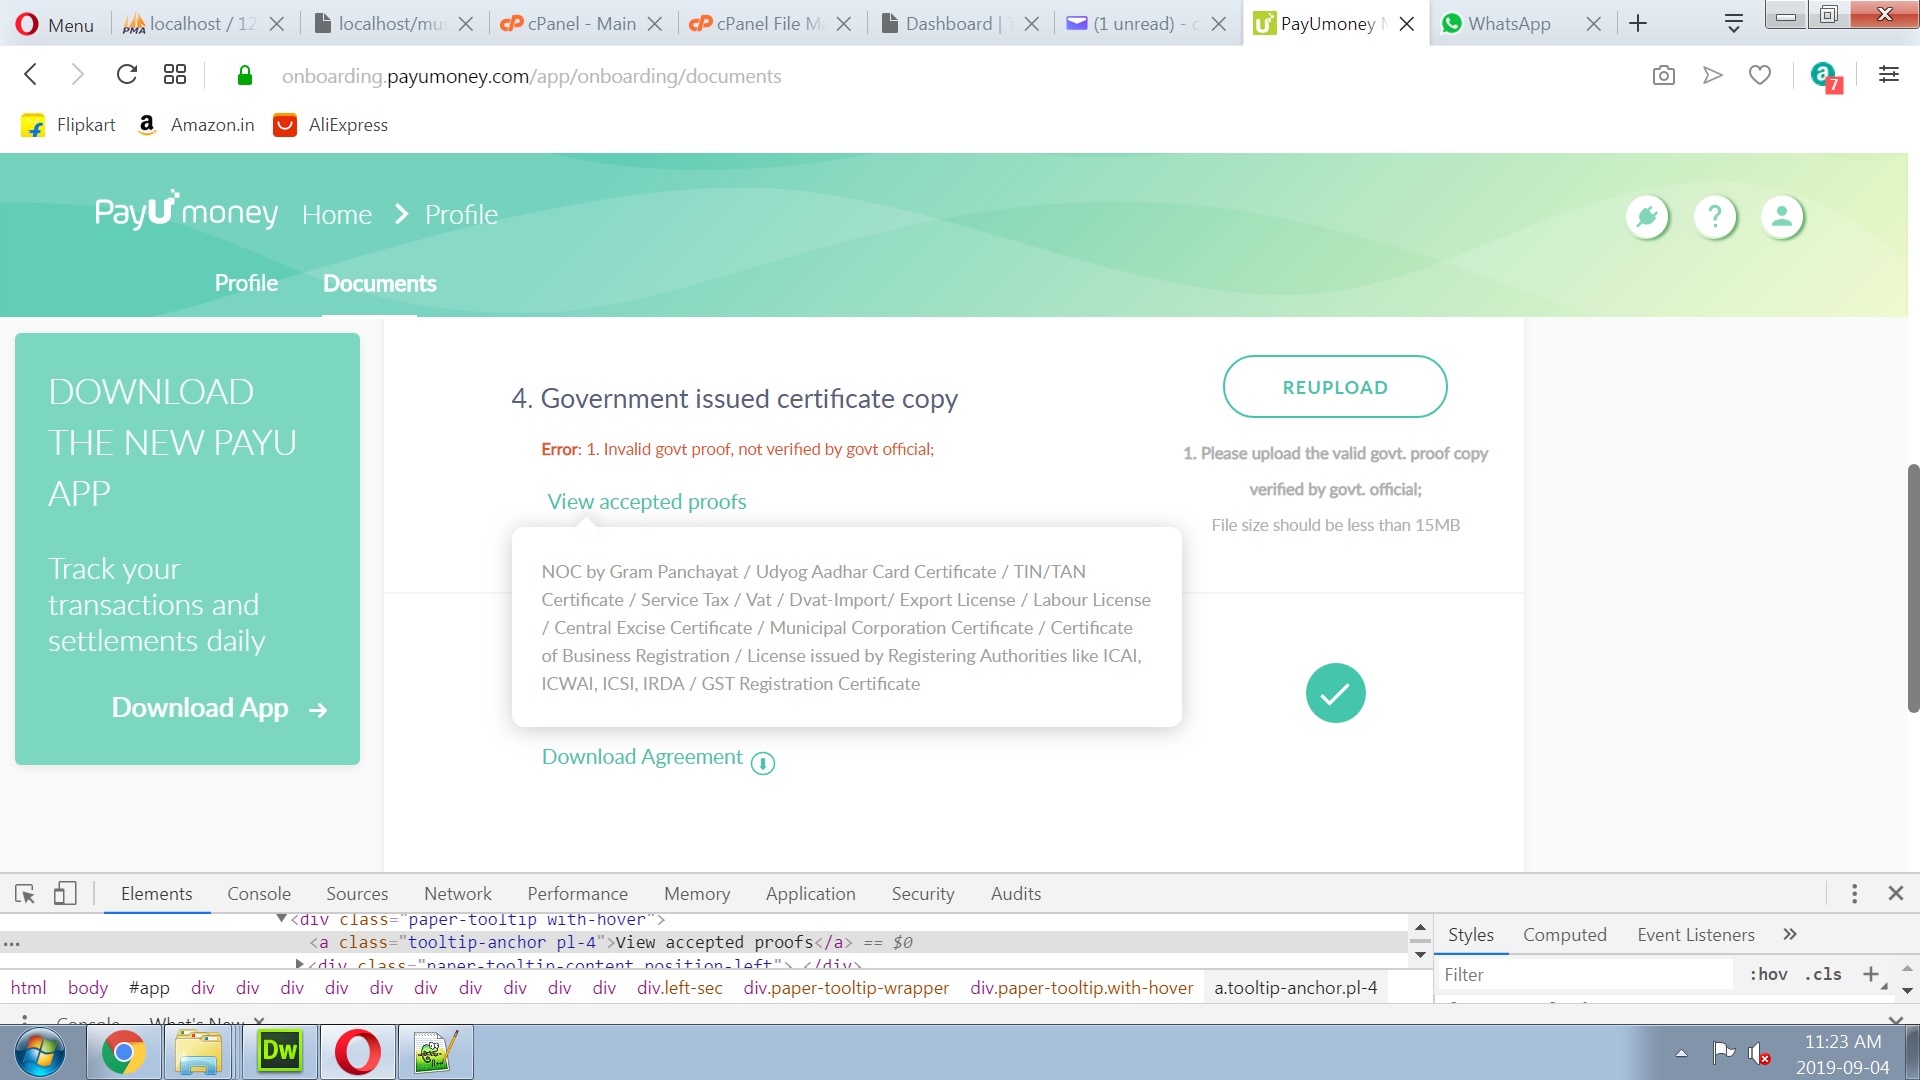 Menu
localhost / 12
localhost/mus
cPanel - Main
cPanel File M
Dashboard |
(1 unread) - c
PayUmoney
WhatsApp
onboarding.payumoney.com/app/onboarding/documents
7
Flipkart
Amazon.in
AliExpress
PayUmoney Home > Profile
?
Profile
Documents
DOWNLOAD
THE NEW PAYU
APP
Track your
transactions and
settlements daily
Download App →
4. Government issued certificate copy
Error: 1. Invalid govt proof, not verified by govt official;
View accepted proofs
NOC by Gram Panchayat / Udyog Aadhar Card Certificate / TIN/TAN
Certificate / Service Tax / Vat / Dvat-Import/ Export License / Labour License
/ Central Excise Certificate / Municipal Corporation Certificate / Certificate
of Business Registration / License issued by Registering Authorities like ICAI,
ICWAI, ICSI, IRDA / GST Registration Certificate
REUPLOAD
1. Please upload the valid govt. proof copy
verified by govt. official;
File size should be less than 15MB
Download Agreement
Elements
Console
Sources
Network
Performance
Memory
Application
Security
Audits
<div class="paper-tooltip with-hover">
<a class="tooltip-anchor pl-4">View accepted proofs</a> == $0
<div class="paper-tooltip-content position-left"> </div>
html body #app div div div div div div div div div div div.left-sec div.paper-tooltip-wrapper div.paper-tooltip.with-hover a.tooltip-anchor.pl-4
Styles
Computed
Event Listeners
Filter
:hov .cls +
Console
What's New
Dw
11:23 AM
2019-09-04